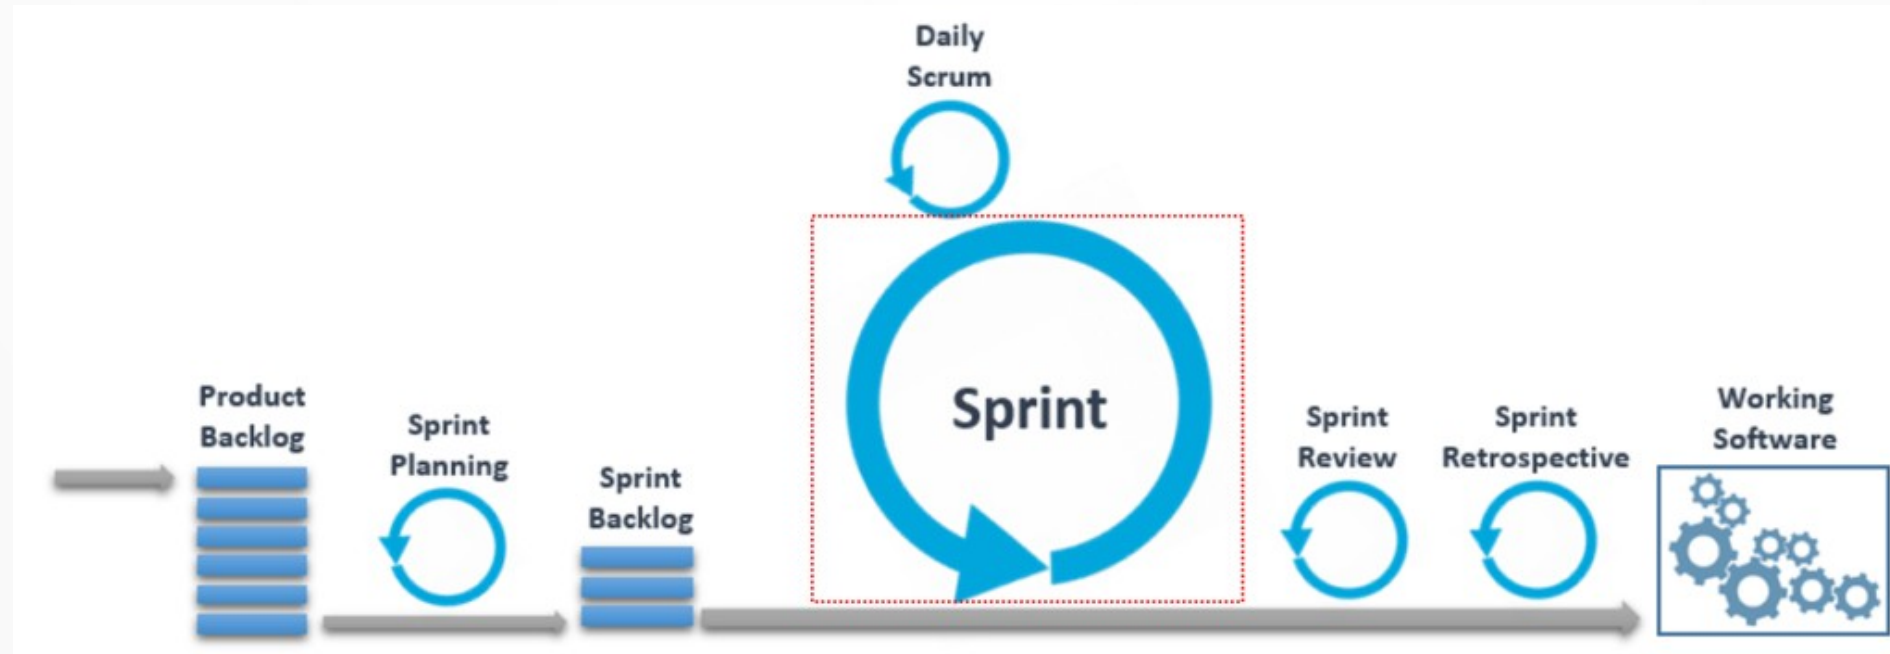 Daily
Scrum
Product
Backlog
Sprint
Planning
Sprint
Backlog
Sprint
Sprint
Review
Sprint
Retrospective
Working
Software